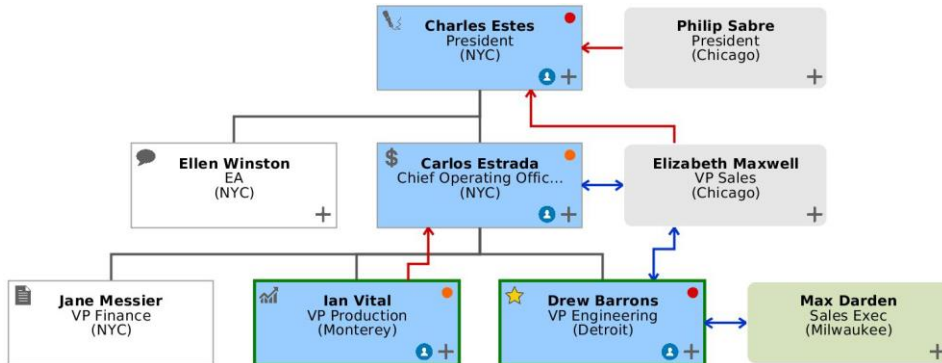 Charles Estes
President
(NYC)
Philip Sabre
President
(Chicago)
Ellen Winston
EA
(NYC)
$
Carlos Estrada
Chief Operating Offic...
(NYC)
Elizabeth Maxwell
VP Sales
(Chicago)
Jane Messier
VP Finance
(NYC)
Ian Vital
VP Production
(Monterey)
Drew Barrons
VP Engineering
(Detroit)
Max Darden
Sales Exec
(Milwaukee)